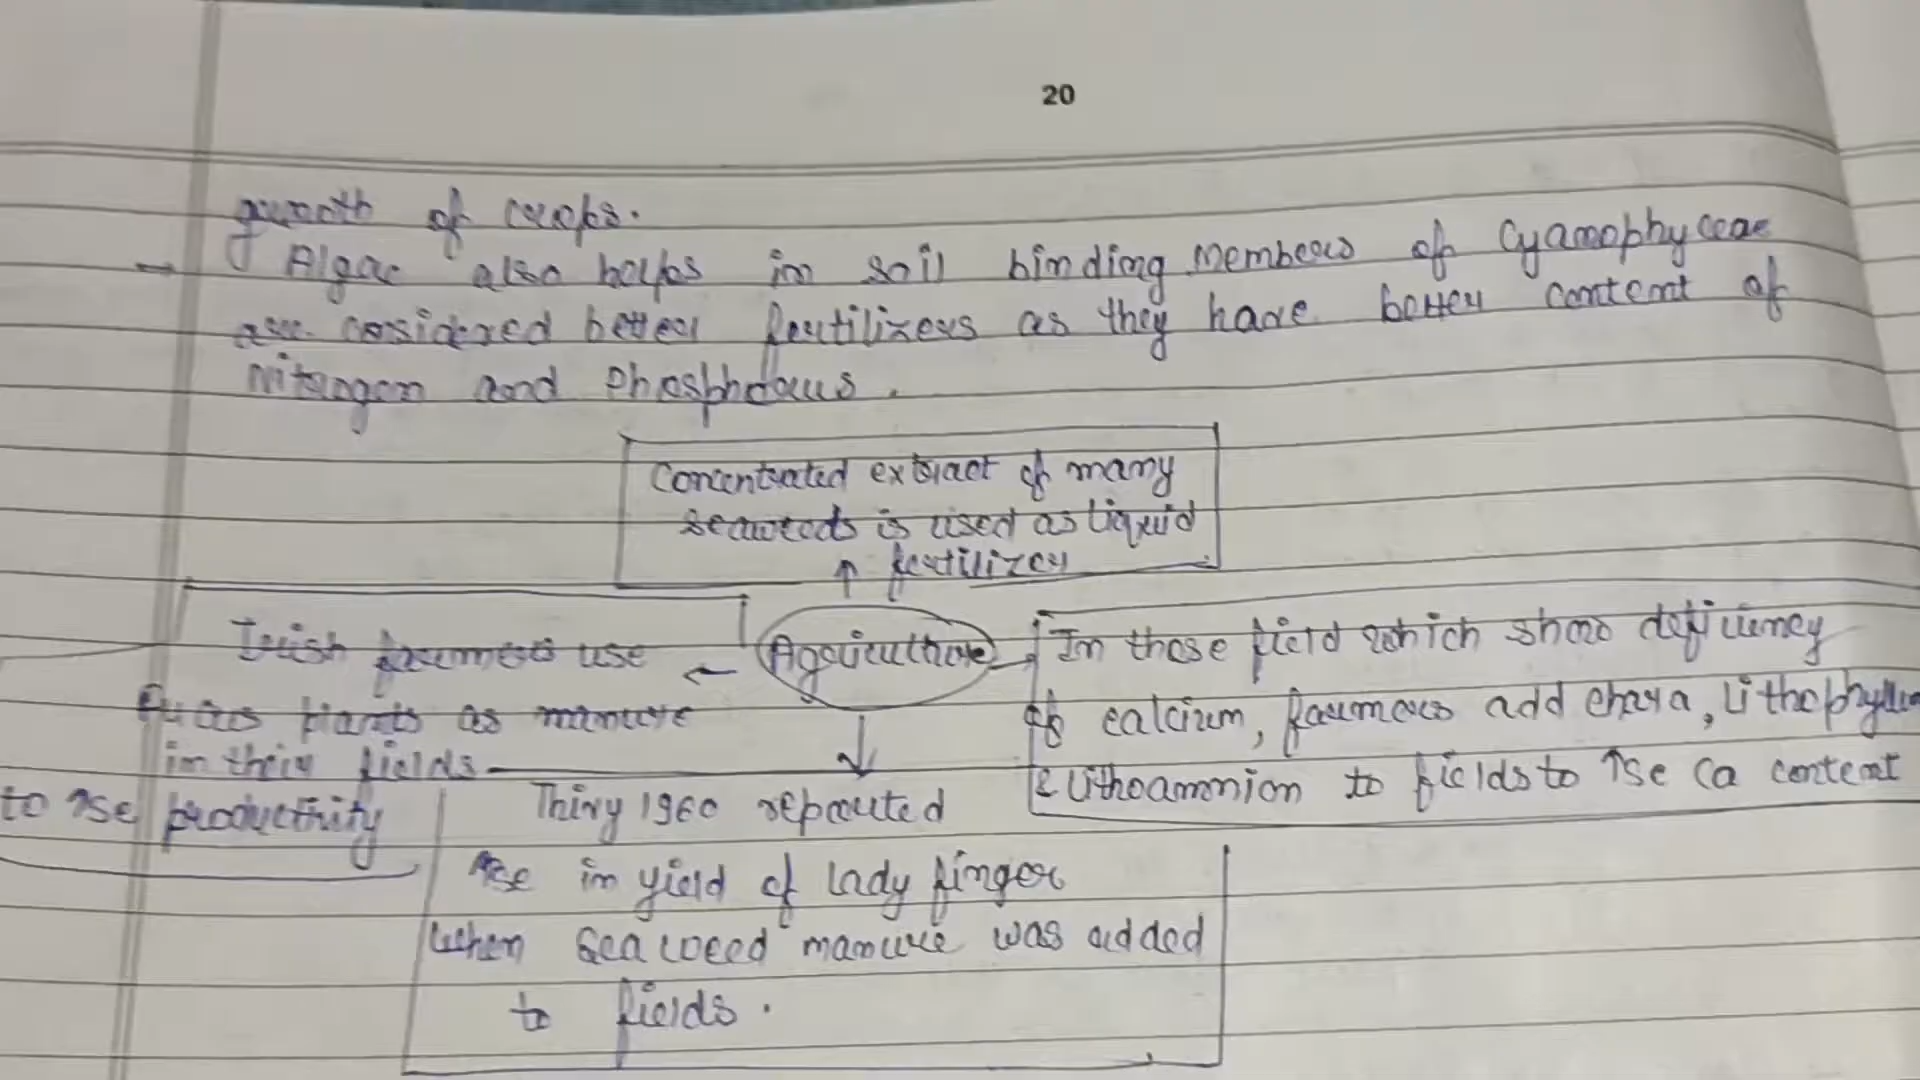 20
growth of crops.
→ Algae also helps in soil binding members of Cyanophyceae
are considered better fertilizers as they have better content of
Nitrogen and Phosphorus.
Concentrated extract of many
seaweeds is used as liquid
↑ fertilizer
Irish farmers use
Fucus plants as manure
in their fields
to ↑se productivity
← Agriculture →
In those field which show deficiency
of calcium, farmers add chara, Lithophyllum
& Lithoamnion to fields to ↑se Ca content
↓
Thivy 1960 reported
↑se in yield of lady finger
when sea weed manure was added
to fields.